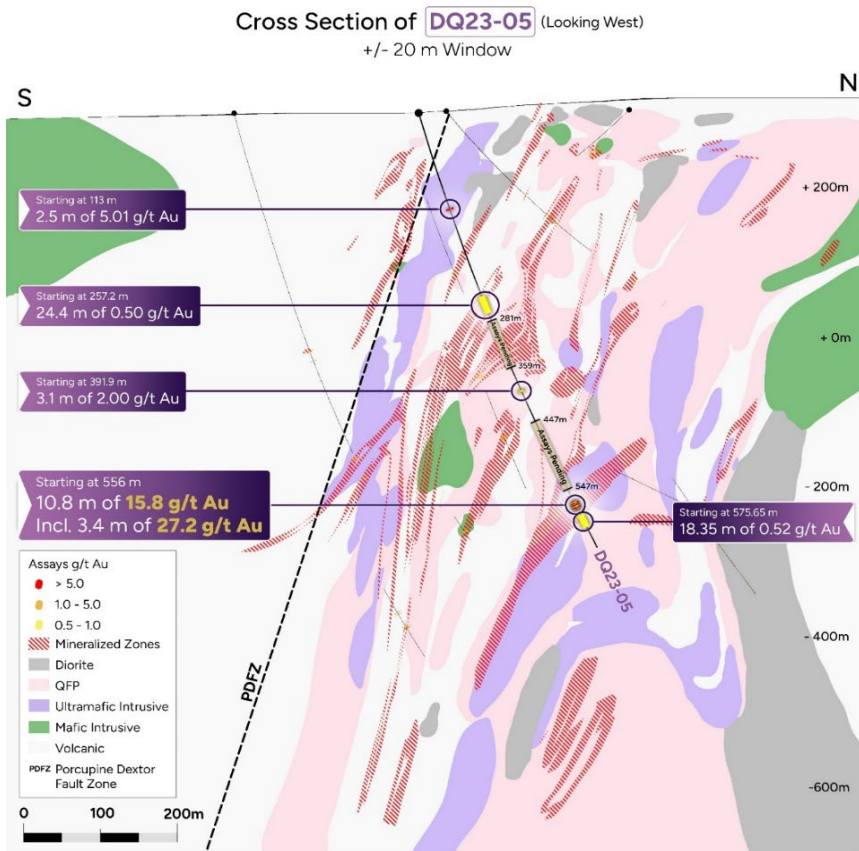 Cross Section of DQ23-05 (Looking West)
+/- 20 m Window
S
N
Starting at 113 m
2.5 m of 5.01 g/t Au
+ 200m
Starting at 257.2 m
24.4 m of 0.50 g/t Au
281m
Assays Pending
359m
+ 0m
Starting at 391.9 m
3.1 m of 2.00 g/t Au
447m
Assays Pending
547m
- 200m
Starting at 556 m
10.8 m of 15.8 g/t Au
Incl. 3.4 m of 27.2 g/t Au
Starting at 575.65 m
18.35 m of 0.52 g/t Au
DQ23-05
- 400m
-600m
PDFZ
Assays g/t Au
> 5.0
1.0 - 5.0
0.5 - 1.0
Mineralized Zones
Diorite
QFP
Ultramafic Intrusive
Mafic Intrusive
Volcanic
PDFZ Porcupine Dextor
Fault Zone
0 100m 200m